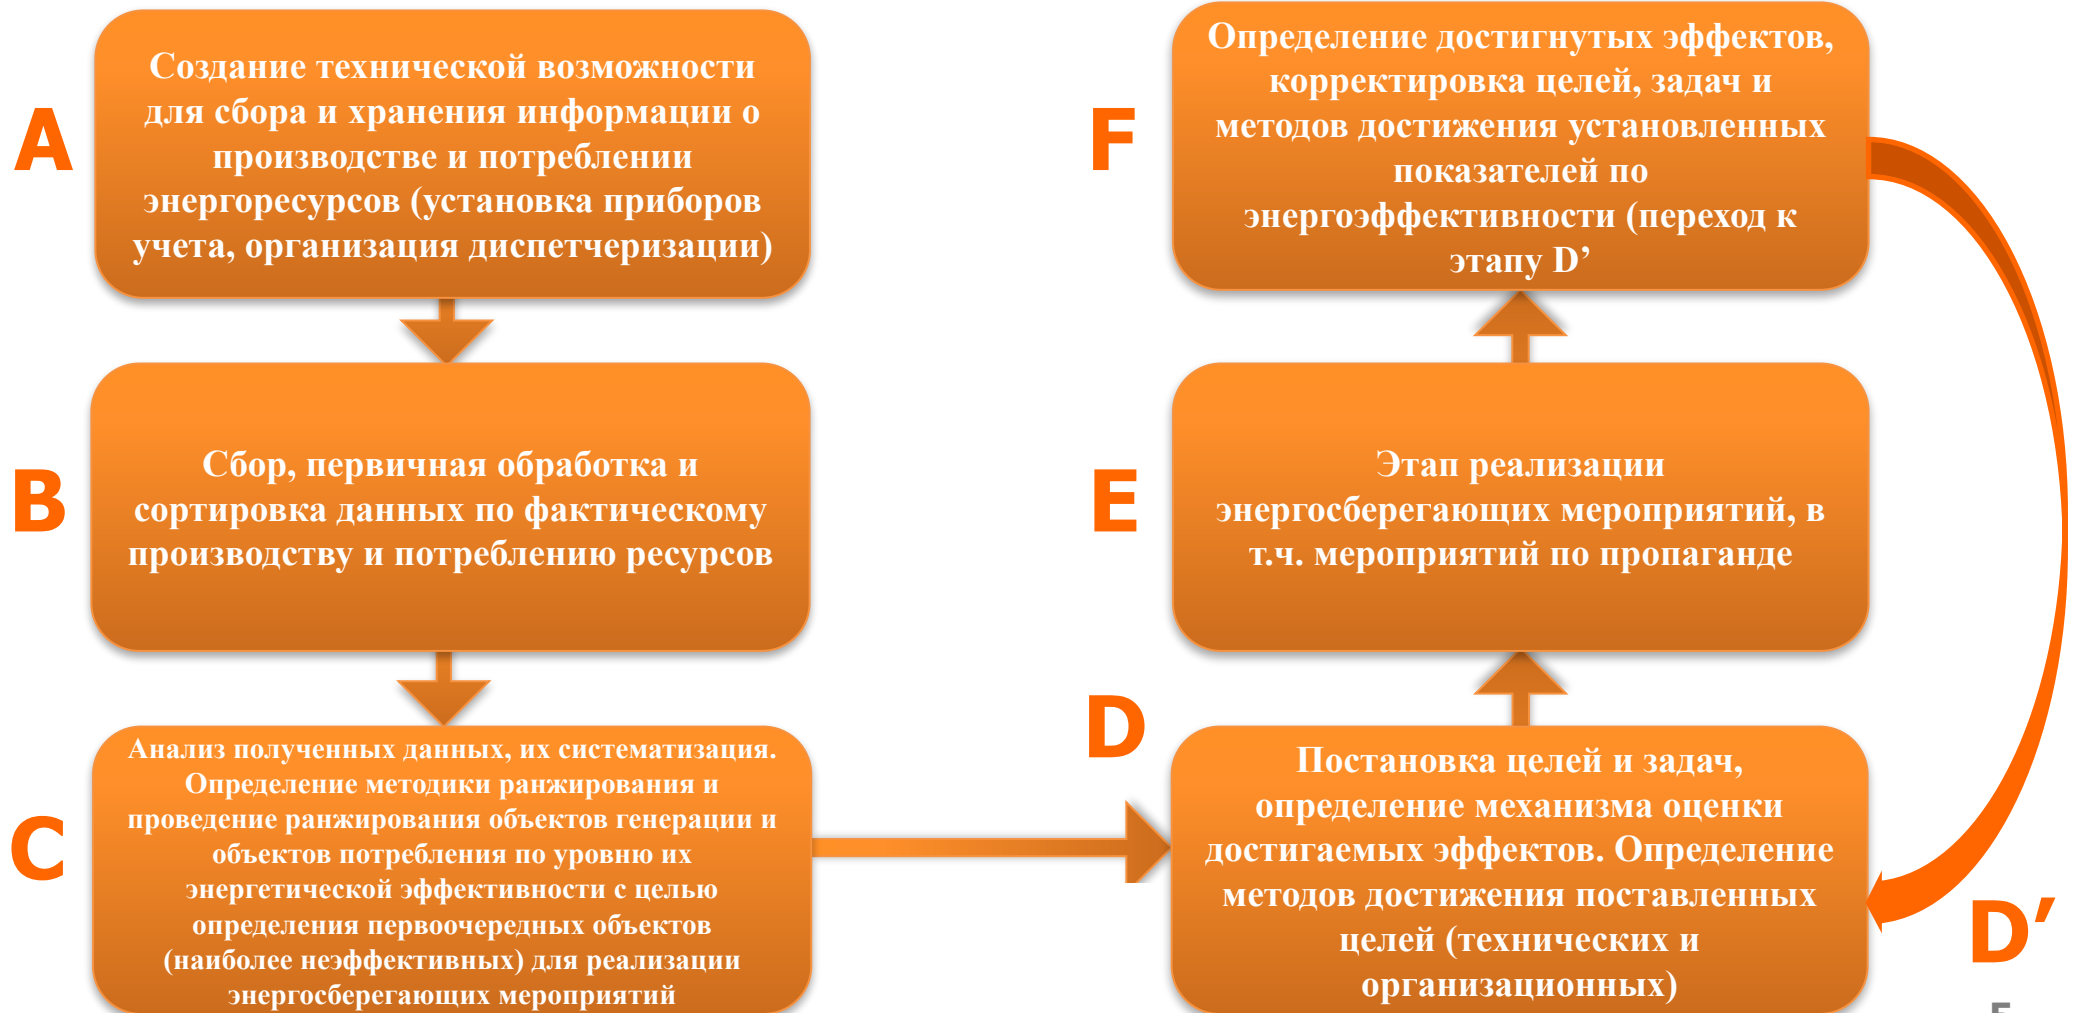 A
Создание технической возможности
для сбора и хранения информации о
производстве и потреблении
энергоресурсов (установка приборов
учета, организация диспетчеризации)
B
Сбор, первичная обработка и
сортировка данных по фактическому
производству и потреблению ресурсов
C
Анализ полученных данных, их систематизация.
Определение методики ранжирования и
проведение ранжирования объектов генерации и
объектов потребления по уровню их
энергетической эффективности с целью
определения первоочередных объектов
(наиболее неэффективных) для реализации
энергосберегающих мероприятий
D
Постановка целей и задач,
определение механизма оценки
достигаемых эффектов. Определение
методов достижения поставленных
целей (технических и
организационных)
E
Этап реализации
энергосберегающих мероприятий, в
т.ч. мероприятий по пропаганде
F
Определение достигнутых эффектов,
корректировка целей, задач и
методов достижения установленных
показателей по
энергоэффективности (переход к
этапу D’
D’